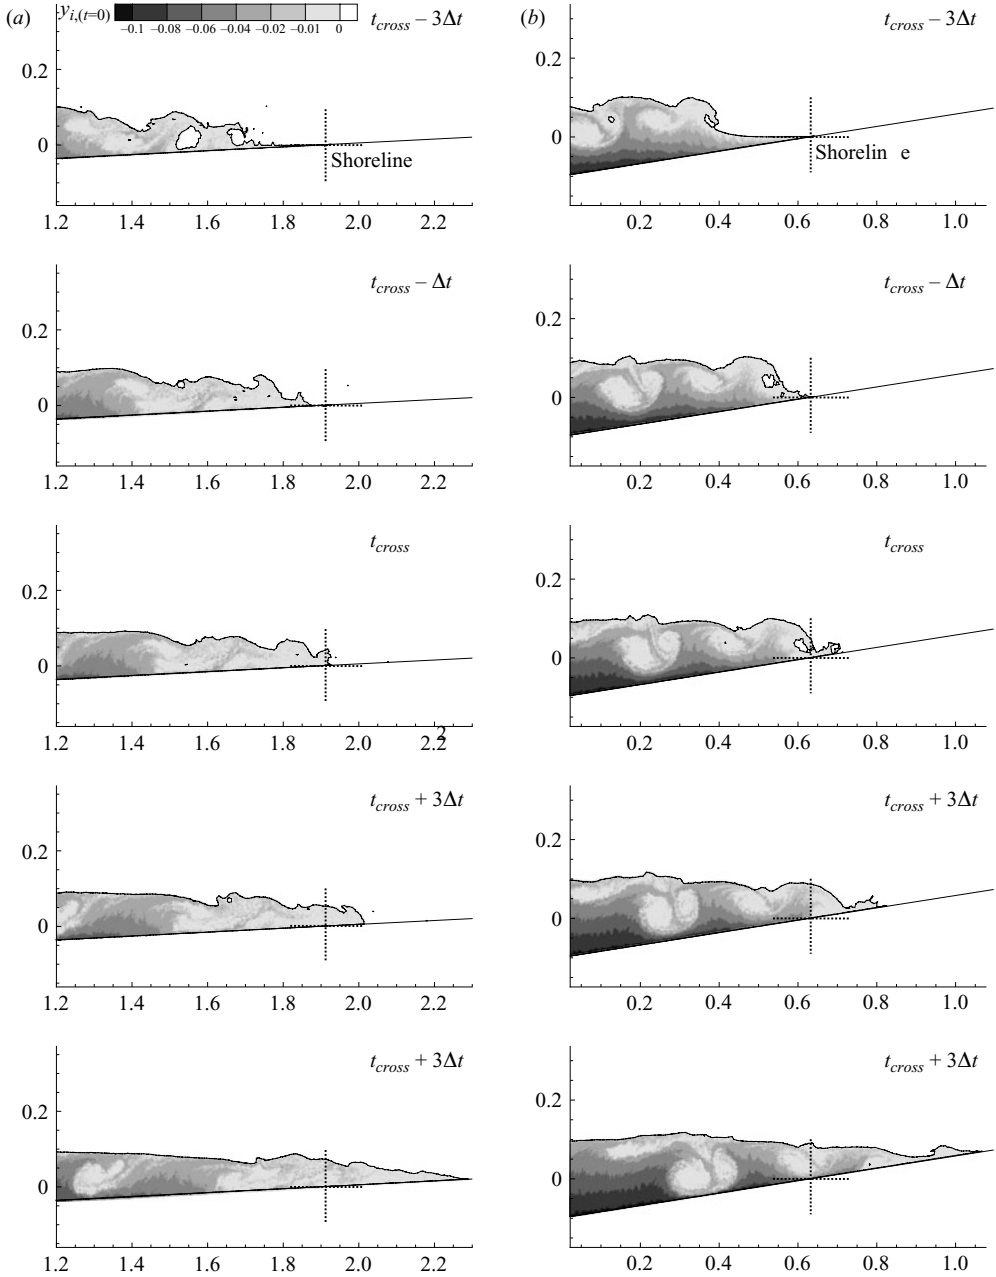 (a) y_{i,(t=0)} t_{cross} – 3Δt
–0.1 –0.08 –0.06 –0.04 –0.02 –0.01 0
0.2
0
Shoreline
1.2 1.4 1.6 1.8 2.0 2.2
(b) t_{cross} – 3Δt
0.2
0
Shorelin e
0.2 0.4 0.6 0.8 1.0
t_{cross} – Δt
0.2
0
1.2 1.4 1.6 1.8 2.0 2.2
t_{cross} – Δt
0.2
0
0.2 0.4 0.6 0.8 1.0
t_{cross}
0.2
0
2
1.2 1.4 1.6 1.8 2.0 2.2
t_{cross}
0.2
0
0.2 0.4 0.6 0.8 1.0
t_{cross} + 3Δt
0.2
0
1.2 1.4 1.6 1.8 2.0 2.2
t_{cross} + 3Δt
0.2
0
0.2 0.4 0.6 0.8 1.0
t_{cross} + 3Δt
0.2
0
1.2 1.4 1.6 1.8 2.0 2.2
t_{cross} + 3Δt
0.2
0
0.2 0.4 0.6 0.8 1.0